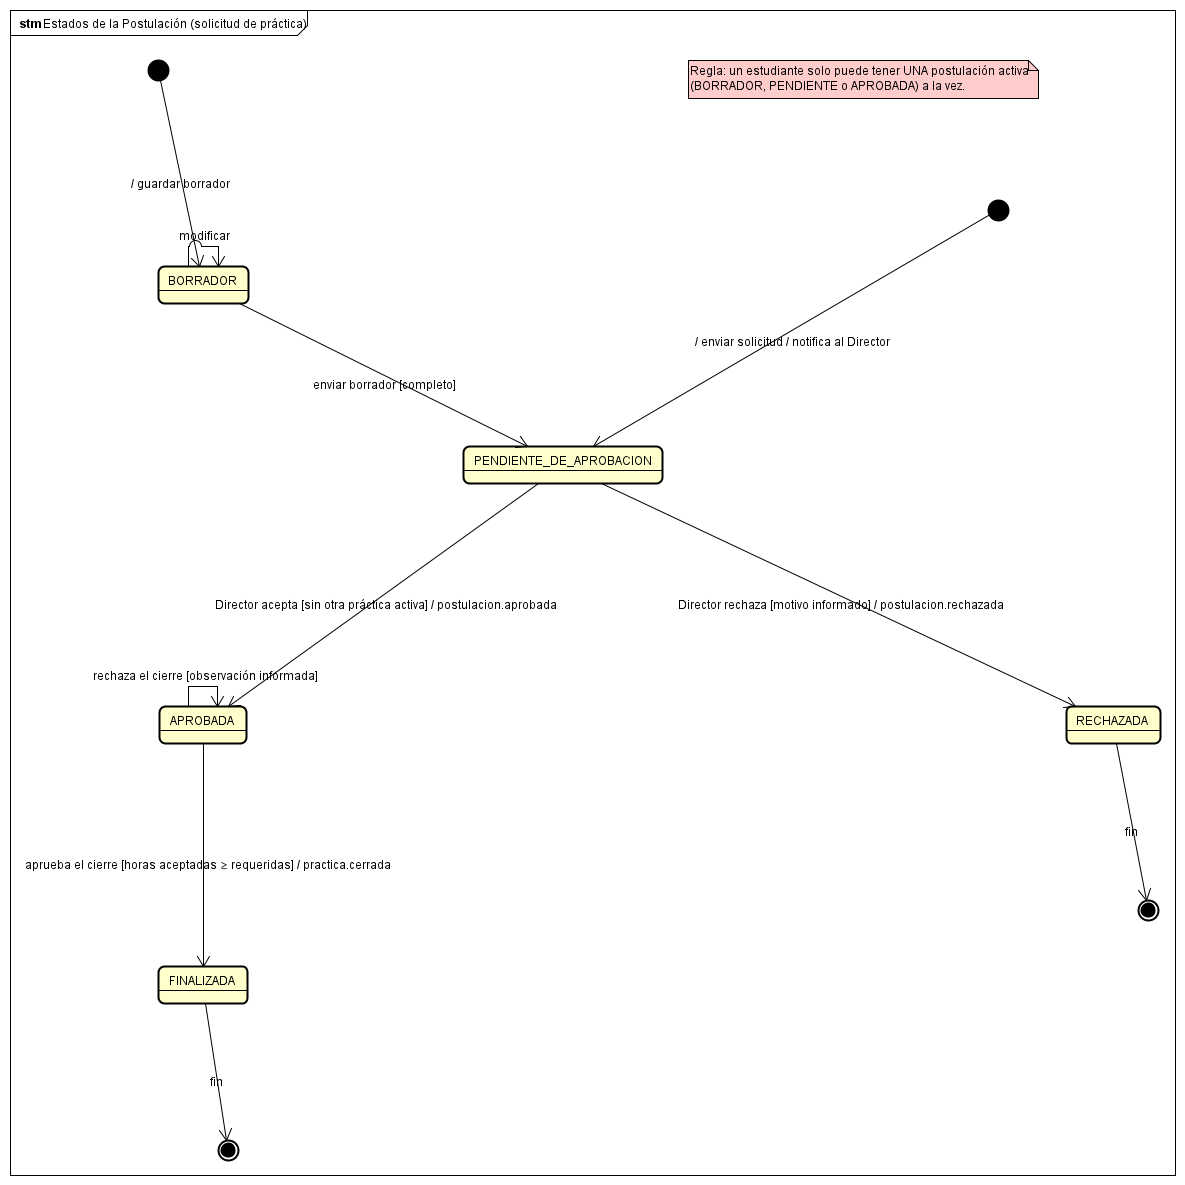 stm Estados de la Postulación (solicitud de práctica)
Regla: un estudiante solo puede tener UNA postulación activa
(BORRADOR, PENDIENTE o APROBADA) a la vez.
/ guardar borrador
modificar
BORRADOR
/ enviar solicitud / notifica al Director
enviar borrador [completo]
PENDIENTE_DE_APROBACION
Director acepta [sin otra práctica activa] / postulacion.aprobada
Director rechaza [motivo informado] / postulacion.rechazada
rechaza el cierre [observación informada]
APROBADA
RECHAZADA
fin
aprueba el cierre [horas aceptadas ≥ requeridas] / practica.cerrada
FINALIZADA
fin